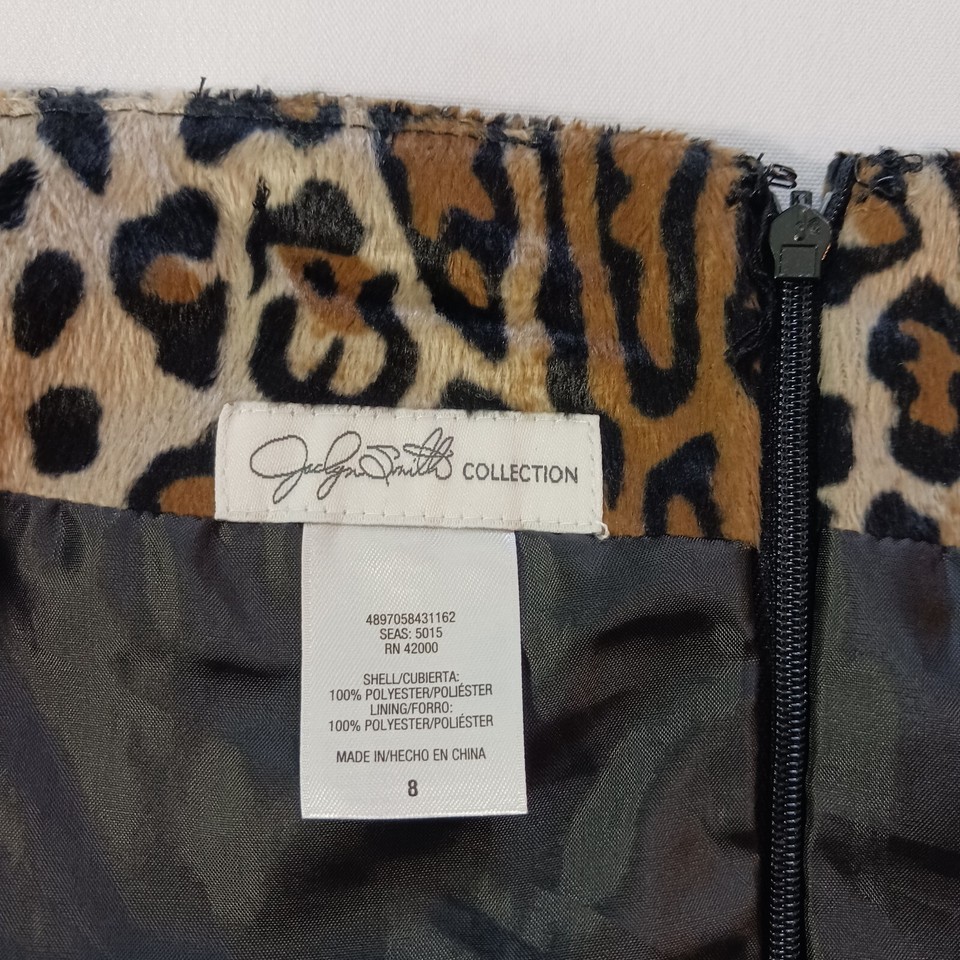 Jaclyn Smith COLLECTION
4897058431162
SEAS: 5015
RN 42000
SHELL/CUBIERTA:
100% POLYESTER/POLIÉSTER
LINING/FORRO:
100% POLYESTER/POLIÉSTER
MADE IN/HECHO EN CHINA
8